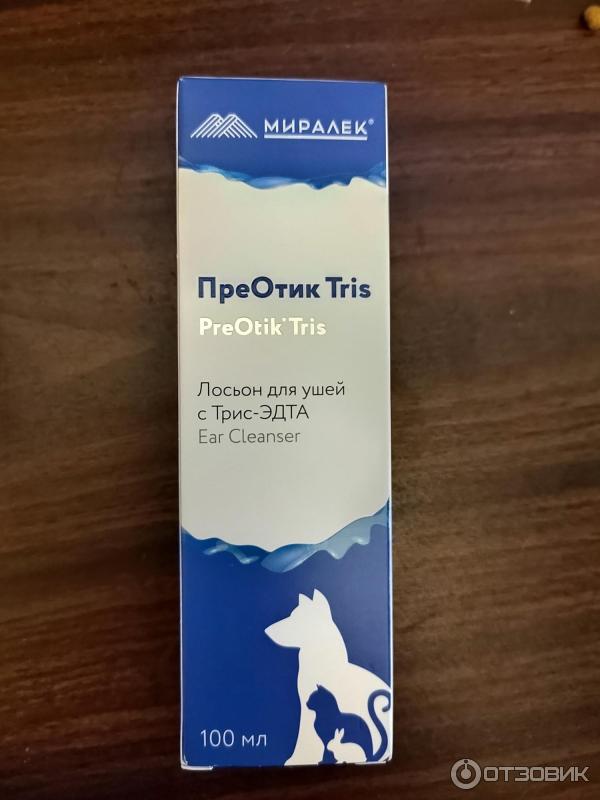 МИРАЛЕК®
ПреОтик Tris
PreOtik® Tris
Лосьон для ушей
с Трис-ЭДТА
Ear Cleanser
100 мл
ОТЗОВИК